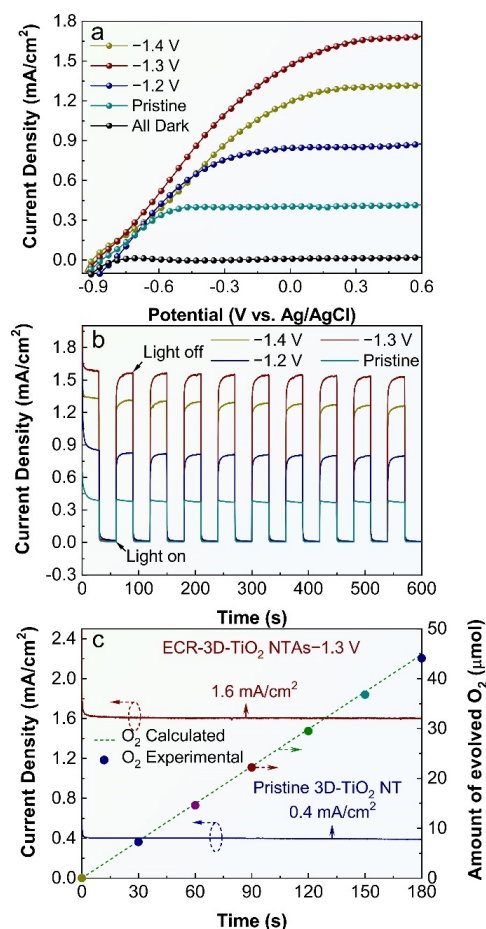 a
−1.4 V
−1.3 V
−1.2 V
Pristine
All Dark
Current Density (mA/cm²)
1.8
1.5
1.2
0.9
0.6
0.3
0.0
-0.9 -0.6 -0.3 0.0 0.3 0.6
Potential (V vs. Ag/AgCl)
b
−1.4 V −1.3 V
−1.2 V Pristine
Light off
Light on
Current Density (mA/cm²)
1.8
1.5
1.2
0.9
0.6
0.3
0.0
-0.3
0 100 200 300 400 500 600
Time (s)
c
ECR-3D-TiO₂ NTAs−1.3 V
1.6 mA/cm²
O₂ Calculated
O₂ Experimental
Pristine 3D-TiO₂ NT
0.4 mA/cm²
Current Density (mA/cm²)
2.4
2.0
1.6
1.2
0.8
0.4
0.0
Amount of evolved O₂ (μmol)
50
40
30
20
10
0
0 30 60 90 120 150 180
Time (s)